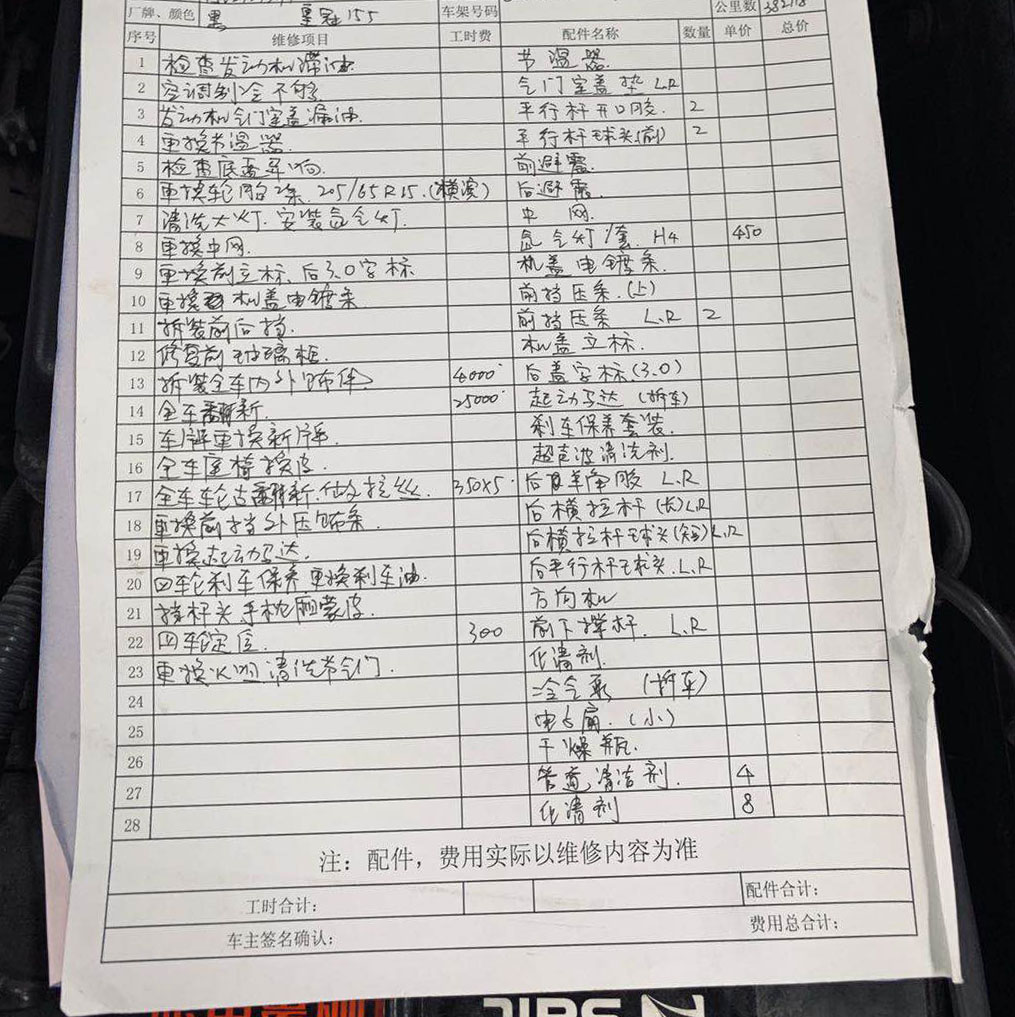 厂牌、颜色 黑 皇冠155 车架号码 公里数
序号 维修项目 工时费 配件名称 数量 单价 总价
1 检查发动机漏油. 节温器.
2 空调制冷不够 气门室盖垫 L.R
3 发动机气门室盖漏油. 平行杆开口胶. 2
4 更换节温器. 平行杆球头(前) 2
5 检查底盘异响. 前避震.
6 更换轮胎2条. 205/65R15.(横滨) 后避震.
7 清洗大灯.安装氙气灯. 中网.
8 更换中网. 氙气灯1套. H4 450
9 更换前立标、后3.0字标 机盖电镀条.
10 更换机盖电镀条 前挡压条.(上)
11 拆装前后挡. 前挡压条 L.R 2
12 修复前玻璃框. 机盖立标.
13 拆装全车内外饰件 4000 后盖字标(3.0)
14 全车翻新. 25000 起动马达(拆车)
15 车牌更换新牌. 刹车保养套装.
16 全车座椅换皮. 超声波清洗剂.
17 全车轮古翻新.做拉丝. 350x5 后羊角胶 L.R
18 更换前挡外压饰条. 后横拉杆(长)L.R
19 更换起动马达. 后横拉杆球头(短)L.R
20 四轮刹车保养更换刹车油. 后平行杆球头.L.R
21 挂杆头.手枕蒙皮. 方向机
22 四车定位. 300 前下撑杆. L.R
23 更换火咀清洗节气门. 化清剂.
24 冷气泵(拆车)
25 电子扇.(小)
26 干燥瓶.
27 管道清洁剂. 4
28 化清剂 8
注：配件，费用实际以维修内容为准
工时合计： 配件合计：
车主签名确认： 费用总合计：